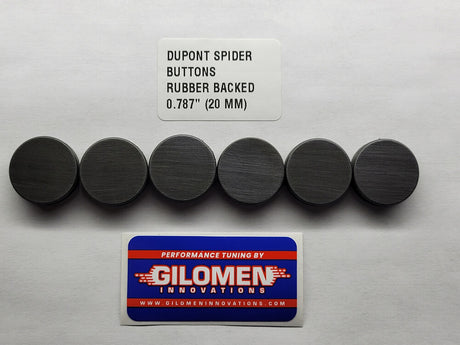 DUPONT SPIDER
BUTTONS
RUBBER BACKED
0.787" (20 MM)
PERFORMANCE TUNING BY
GILOMEN
INNOVATIONS
WWW.GILOMENINNOVATIONS.COM